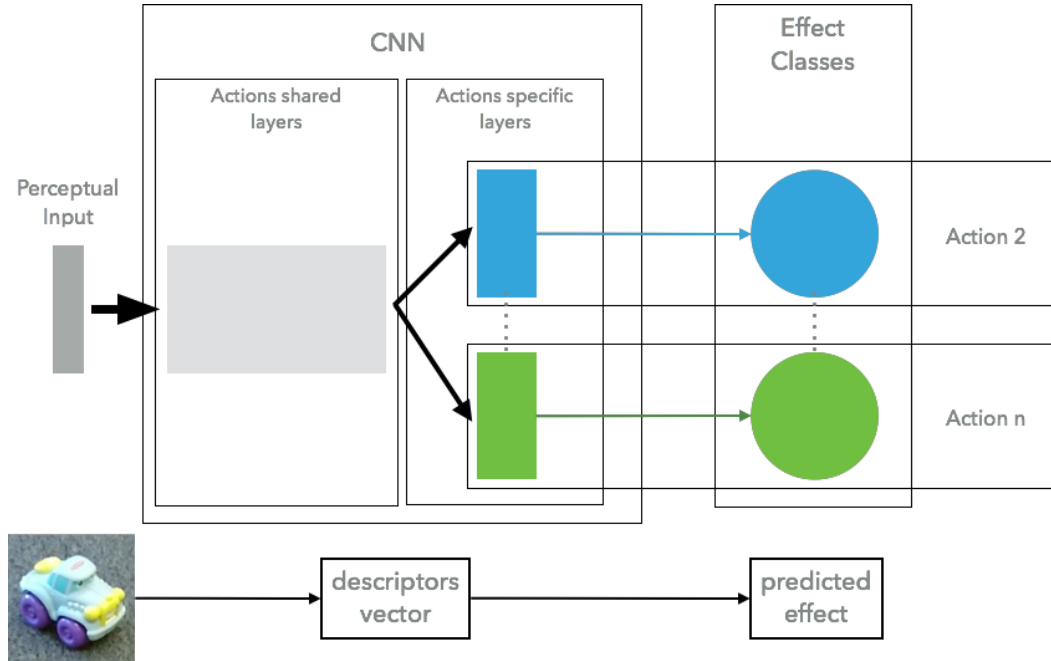 CNN
Effect
Classes
Actions shared
layers
Actions specific
layers
Perceptual
Input
Action 2
Action n
descriptors
vector
predicted
effect